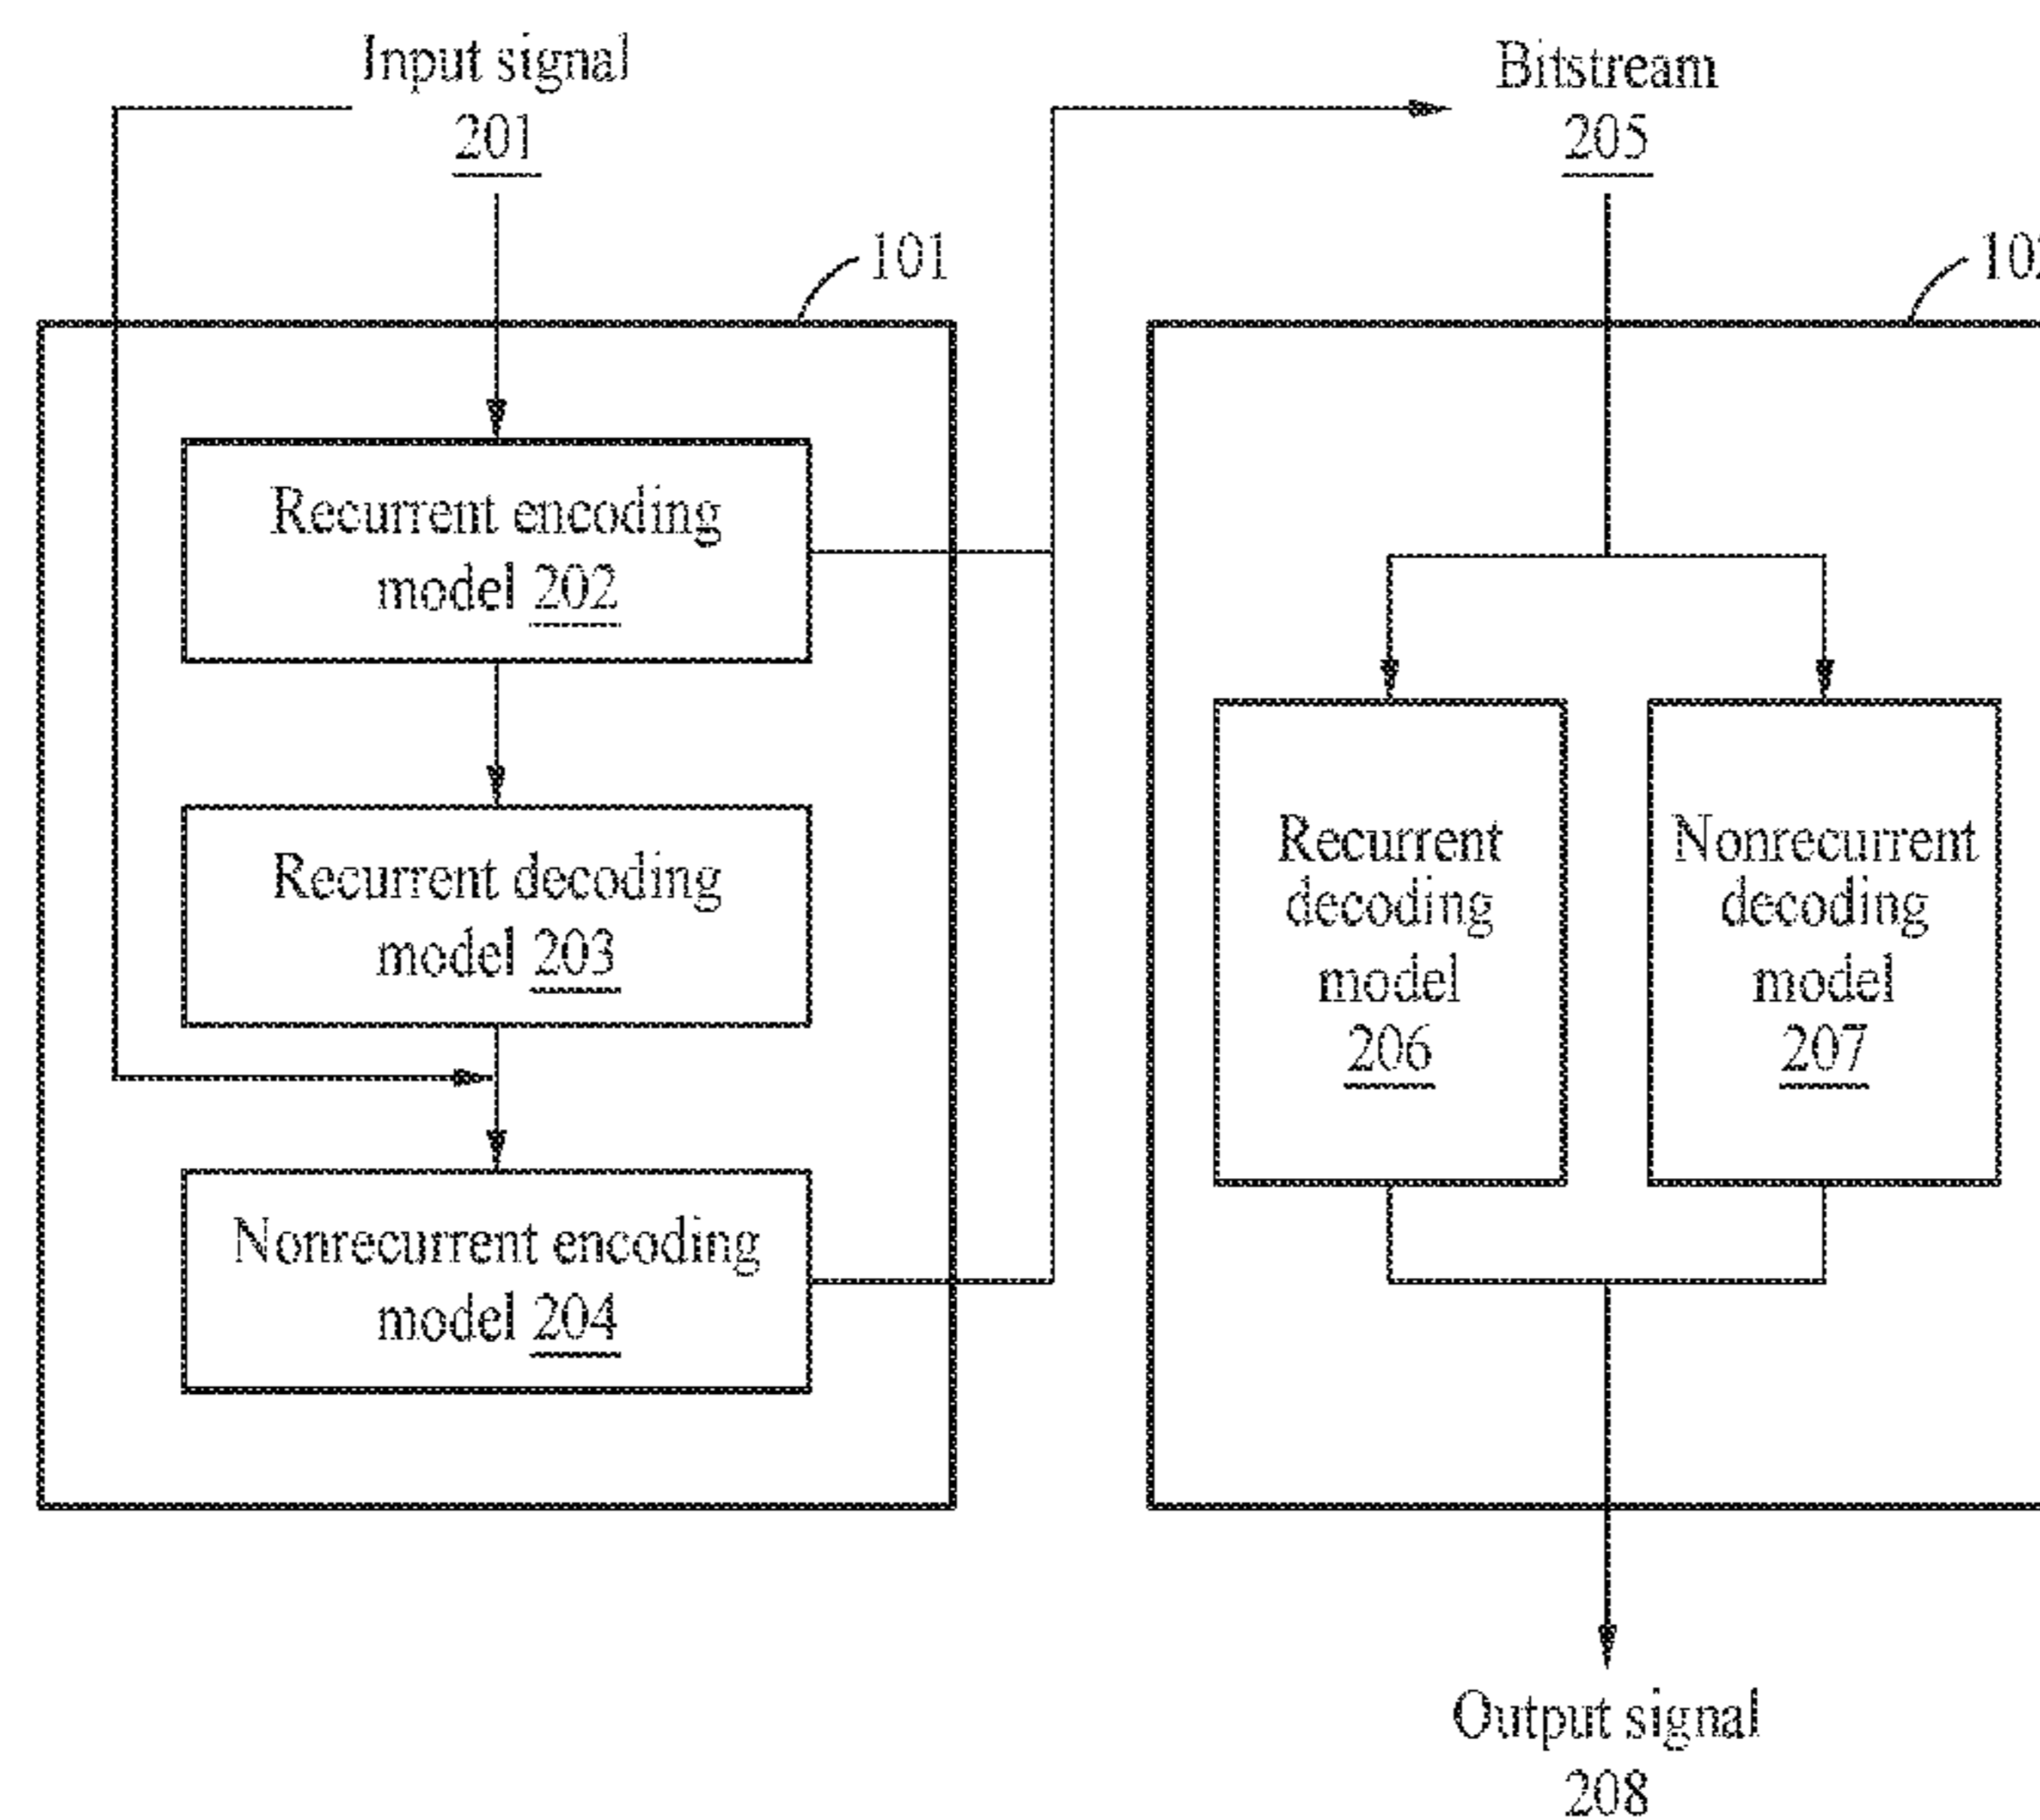 Input signal
201
Bitstream
205
101
Recurrent encoding
model 202
Recurrent decoding
model 203
Nonrecurrent encoding
model 204
Recurrent
decoding
model
206
Nonrecurrent
decoding
model
207
Output signal
208